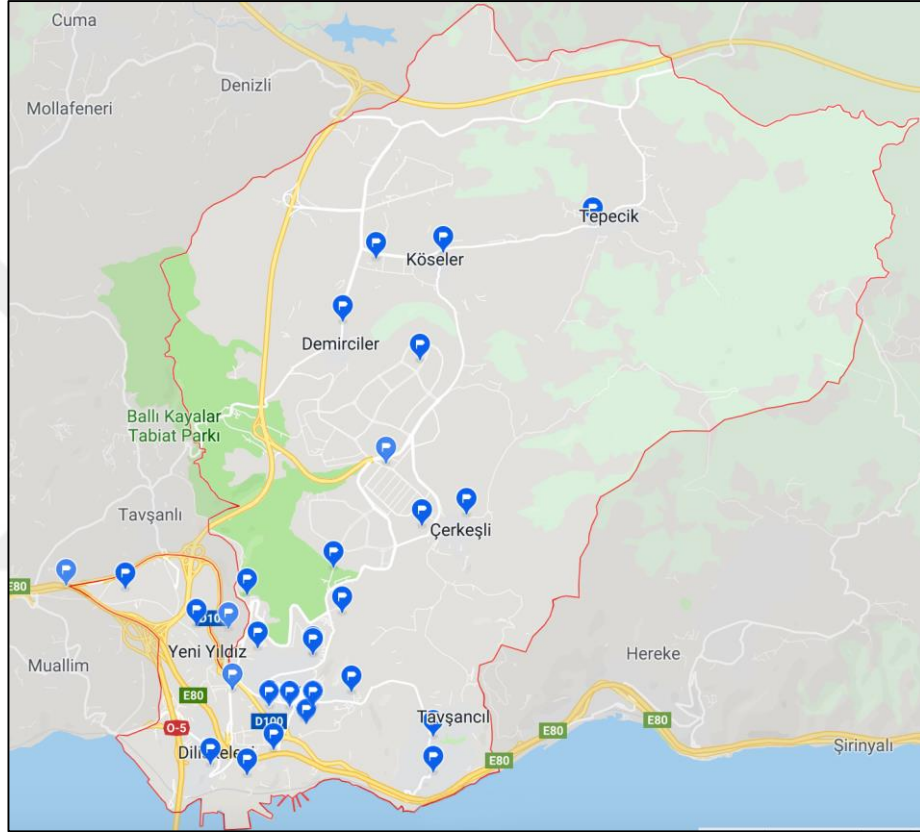 Cuma
Denizli
Mollafeneri
Tepecik
Köseler
Demirciler
Ballı Kayalar
Tabiat Parkı
Tavşanlı
Çerkeşli
E80
Yeni Yıldız
Muallim
Hereke
E80
Tavşancıl
D100
O-5
E80
E80
Şirinyalı
E80